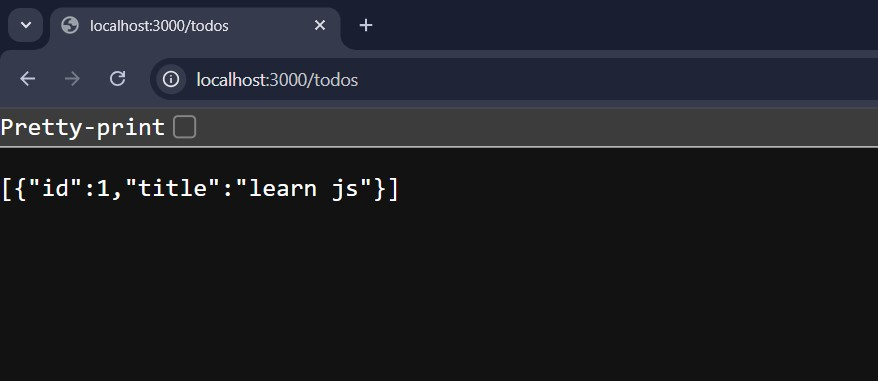 localhost:3000/todos
localhost:3000/todos
Pretty-print
[{"id":1,"title":"learn js"}]